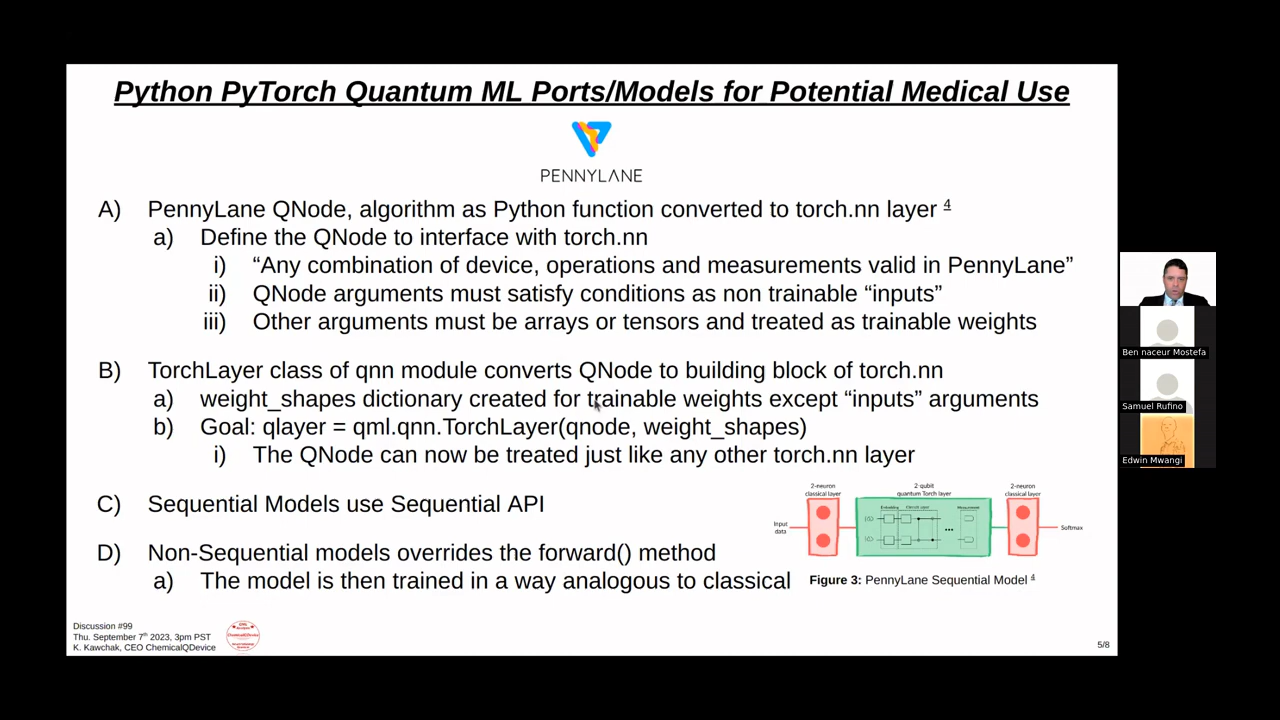 Python PyTorch Quantum ML Ports/Models for Potential Medical Use
PENNYLANE
A) PennyLane QNode, algorithm as Python function converted to torch.nn layer 4
a) Define the QNode to interface with torch.nn
i) “Any combination of device, operations and measurements valid in PennyLane”
ii) QNode arguments must satisfy conditions as non trainable “inputs”
iii) Other arguments must be arrays or tensors and treated as trainable weights
B) TorchLayer class of qnn module converts QNode to building block of torch.nn
a) weight_shapes dictionary created for trainable weights except “inputs” arguments
b) Goal: qlayer = qml.qnn.TorchLayer(qnode, weight_shapes)
i) The QNode can now be treated just like any other torch.nn layer
C) Sequential Models use Sequential API
D) Non-Sequential models overrides the forward() method
a) The model is then trained in a way analogous to classical
2-neuron
classical layer
2 qubit
quantum Torch layer
2-neuron
classical layer
Embedding
Circuit layer
Measurement
Input
data
Softmax
Figure 3: PennyLane Sequential Model 4
Discussion #99
Thu. September 7th 2023, 3pm PST
K. Kawchak, CEO ChemicalQDevice
ChemicalQDevice
5/8
Ben naceur Mostefa
Samuel Rufino
Edwin Mwangi